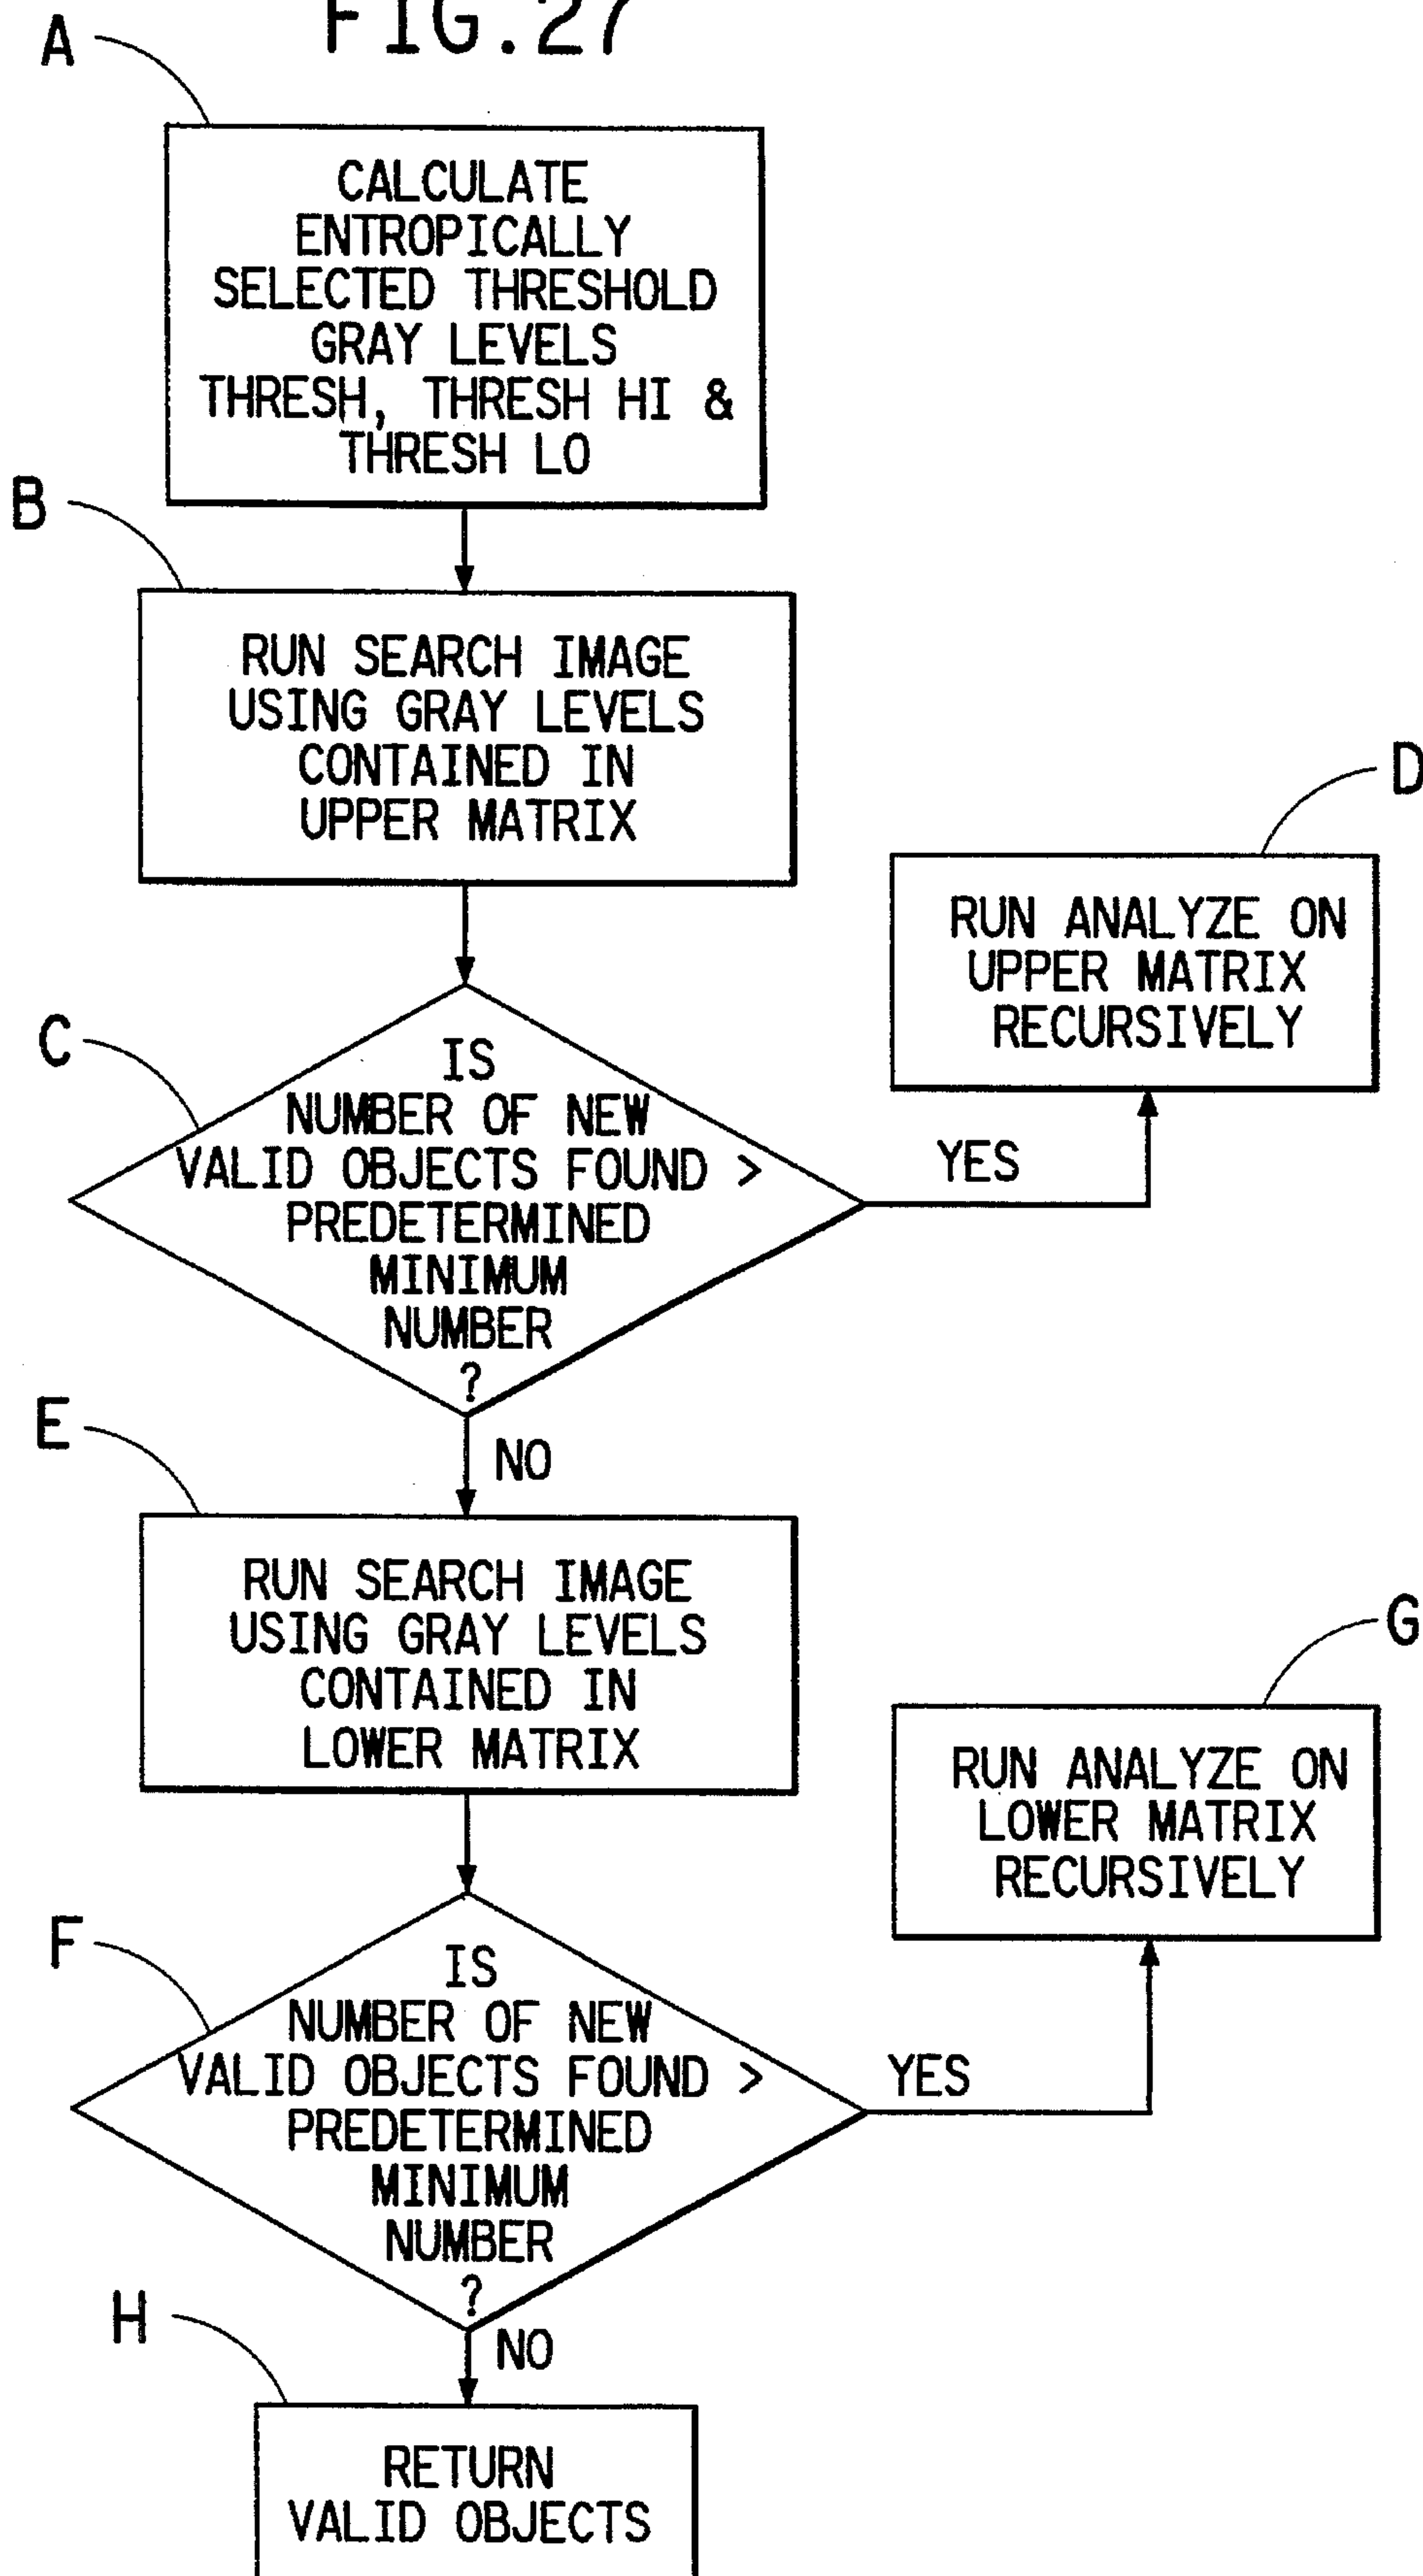 FIG.27
A
CALCULATE
ENTROPICALLY
SELECTED THRESHOLD
GRAY LEVELS
THRESH, THRESH HI &
THRESH LO
B
RUN SEARCH IMAGE
USING GRAY LEVELS
CONTAINED IN
UPPER MATRIX
D
RUN ANALYZE ON
UPPER MATRIX
RECURSIVELY
C
IS
NUMBER OF NEW
VALID OBJECTS FOUND >
PREDETERMINED
MINIMUM
NUMBER
?
YES
NO
E
RUN SEARCH IMAGE
USING GRAY LEVELS
CONTAINED IN
LOWER MATRIX
G
RUN ANALYZE ON
LOWER MATRIX
RECURSIVELY
F
IS
NUMBER OF NEW
VALID OBJECTS FOUND >
PREDETERMINED
MINIMUM
NUMBER
?
YES
NO
H
RETURN
VALID OBJECTS